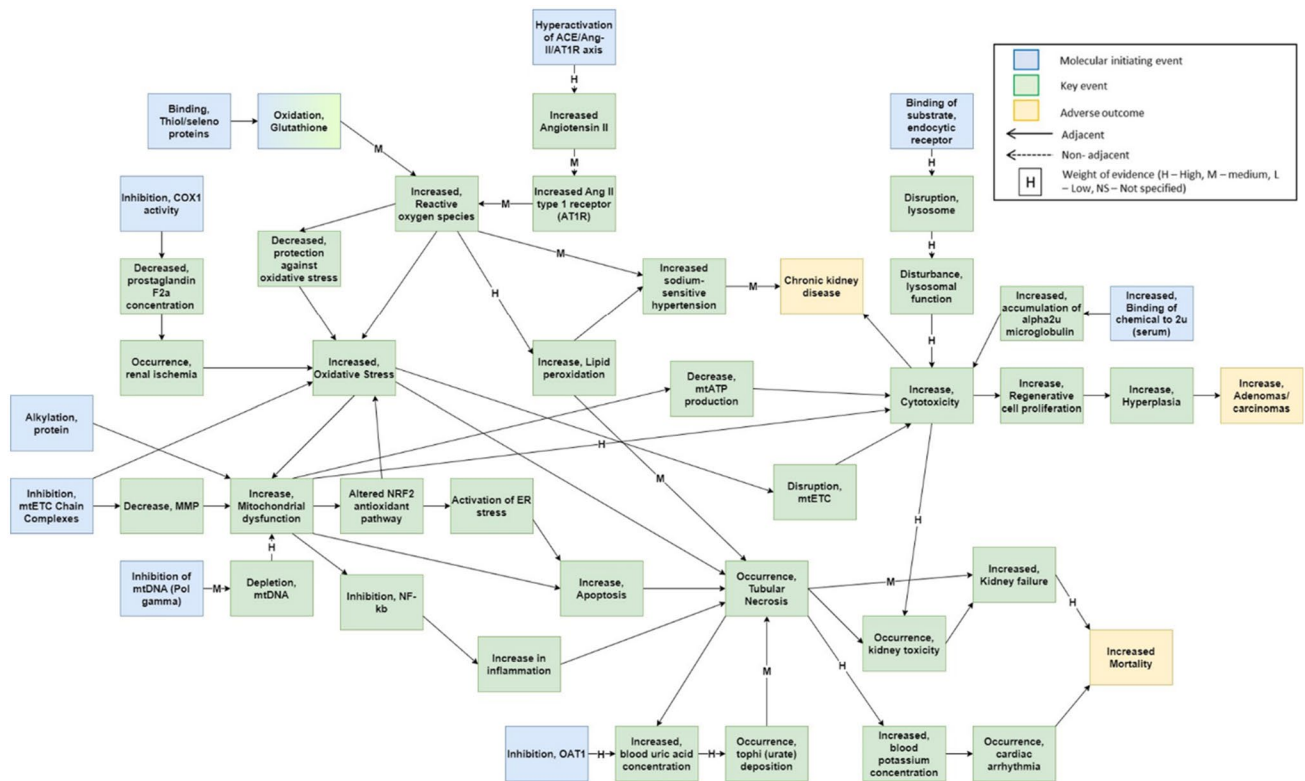 Hyperactivation
of ACE/Ang-
II/AT1R axis
H
Increased
Angiotensin II
M
Increased Ang II
type 1 receptor
(AT1R)
M
Binding,
Thiol/seleno
proteins
Oxidation,
Glutathione
M
Increased,
Reactive
oxygen species
Inhibition, COX1
activity
Decreased,
prostaglandin
F2a
concentration
Occurrence,
renal ischemia
Decreased,
protection
against
oxidative stress
Increased,
Oxidative Stress
H
M
Increase, Lipid
peroxidation
Increased
sodium-
sensitive
hypertension
M
Chronic kidney
disease
Binding of
substrate,
endocytic
receptor
H
Disruption,
lysosome
H
Disturbance,
lysosomal
function
H
Increased,
accumulation of
alpha2u
microglobulin
Increased,
Binding of
chemical to 2u
(serum)
Molecular initiating event
Key event
Adverse outcome
Adjacent
Non- adjacent
H
Weight of evidence (H – High, M – medium, L
– Low, NS – Not specified)
Decrease,
mtATP
production
Increase,
Cytotoxicity
Increase,
Regenerative
cell proliferation
Increase,
Hyperplasia
Increase,
Adenomas/
carcinomas
Alkylation,
protein
Inhibition,
mtETC Chain
Complexes
Decrease, MMP
Increase,
Mitochondrial
dysfunction
H
Altered NRF2
antioxidant
pathway
Activation of ER
stress
M
Disruption,
mtETC
H
Inhibition of
mtDNA (Pol
gamma)
M
Depletion,
mtDNA
H
Inhibition, NF-
kb
Increase,
Apoptosis
Increase in
inflammation
Occurrence,
Tubular
Necrosis
M
Increased,
Kidney failure
H
Occurrence,
kidney toxicity
H
Increased
Mortality
Inhibition, OAT1
H
Increased,
blood uric acid
concentration
H
Occurrence,
tophi (urate)
deposition
M
Increased,
blood
potassium
concentration
Occurrence,
cardiac
arrhythmia